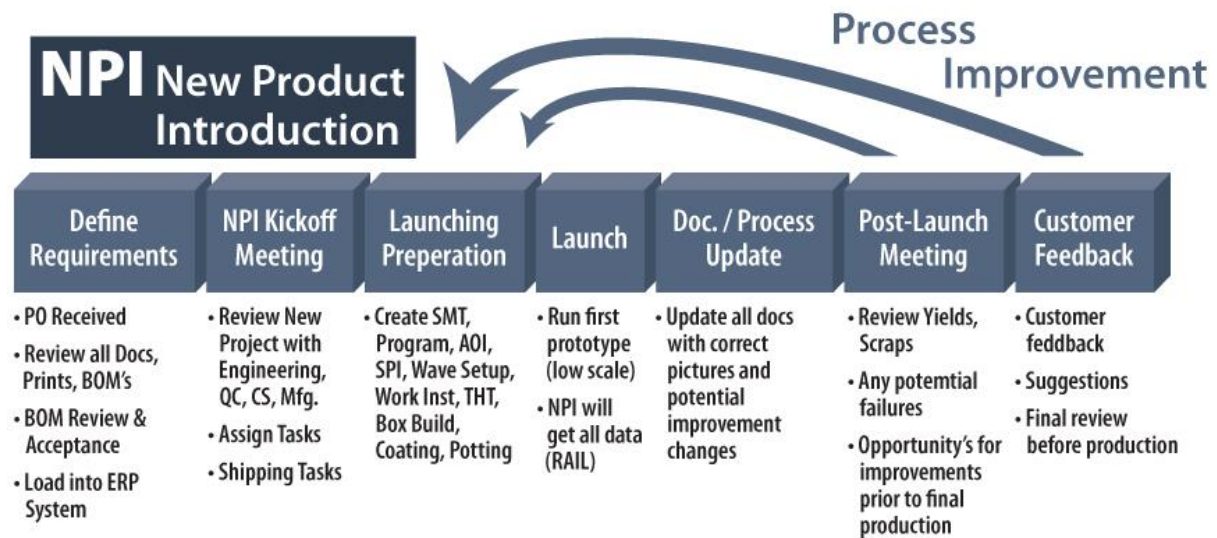 NPI New Product
Introduction
Process
Improvement
Define
Requirements
NPI Kickoff
Meeting
Launching
Preparation
Launch
Doc. / Process
Update
Post-Launch
Meeting
Customer
Feedback
• PO Received
• Review all Docs,
Prints, BOM's
• BOM Review &
Acceptance
• Load into ERP
System
• Review New
Project with
Engineering,
QC, CS, Mfg.
• Assign Tasks
• Shipping Tasks
• Create SMT,
Program, AOI,
SPI, Wave Setup,
Work Inst, THT,
Box Build,
Coating, Potting
• Run first
prototype
(low scale)
• NPI will
get all data
(RAIL)
• Update all docs
with correct
pictures and
potential
improvement
changes
• Review Yields,
Scraps
• Any potemtial
failures
• Opportunity's for
improvements
prior to final
production
• Customer
feddback
• Suggestions
• Final review
before production